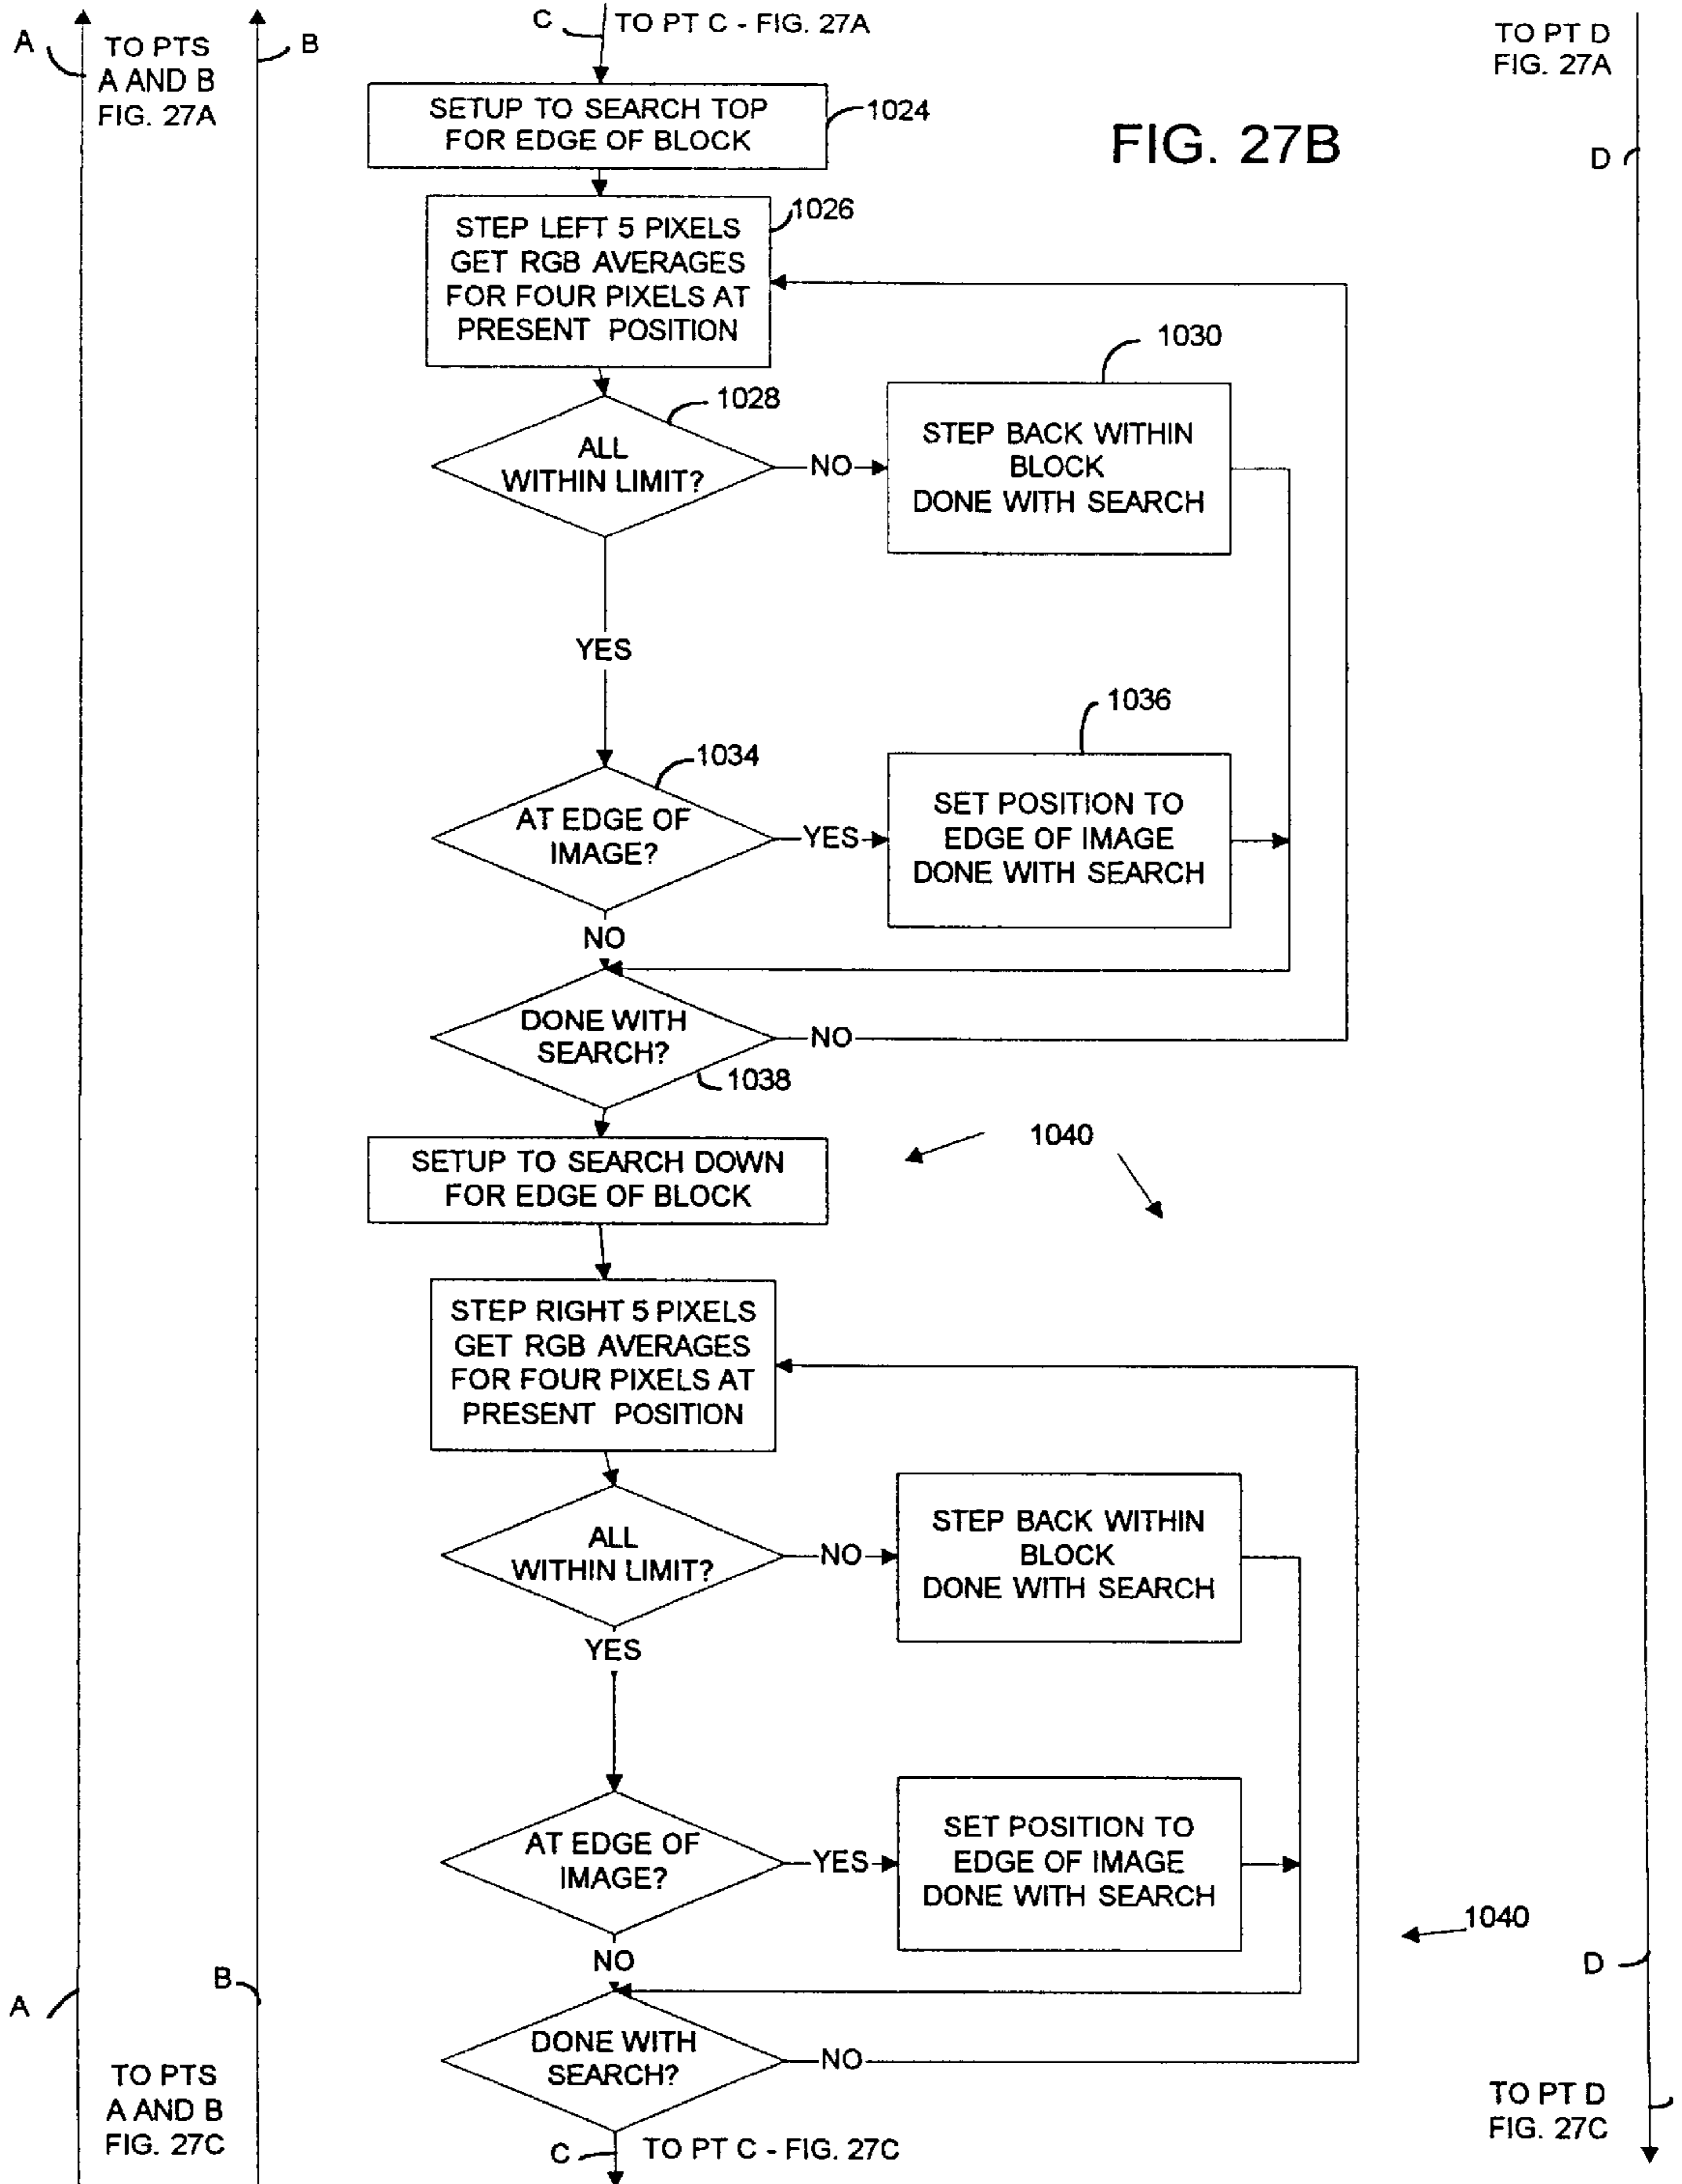 C TO PT C - FIG. 27A
A
TO PTS
A AND B
FIG. 27A
B
TO PT D
FIG. 27A
D
FIG. 27B
SETUP TO SEARCH TOP
FOR EDGE OF BLOCK
1024
STEP LEFT 5 PIXELS
GET RGB AVERAGES
FOR FOUR PIXELS AT
PRESENT POSITION
1026
ALL
WITHIN LIMIT?
1028
NO
STEP BACK WITHIN
BLOCK
DONE WITH SEARCH
1030
YES
AT EDGE OF
IMAGE?
1034
YES
SET POSITION TO
EDGE OF IMAGE
DONE WITH SEARCH
1036
NO
DONE WITH
SEARCH?
1038
NO
SETUP TO SEARCH DOWN
FOR EDGE OF BLOCK
1040
STEP RIGHT 5 PIXELS
GET RGB AVERAGES
FOR FOUR PIXELS AT
PRESENT POSITION
ALL
WITHIN LIMIT?
NO
STEP BACK WITHIN
BLOCK
DONE WITH SEARCH
YES
AT EDGE OF
IMAGE?
YES
SET POSITION TO
EDGE OF IMAGE
DONE WITH SEARCH
1040
NO
DONE WITH
SEARCH?
NO
A
B
TO PTS
A AND B
FIG. 27C
C TO PT C - FIG. 27C
D
TO PT D
FIG. 27C